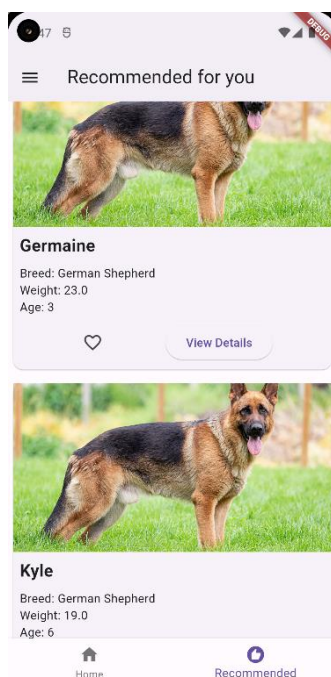 47
DEBUG
Recommended for you
Germaine
Breed: German Shepherd
Weight: 23.0
Age: 3
View Details
Kyle
Breed: German Shepherd
Weight: 19.0
Age: 6
Home
Recommended